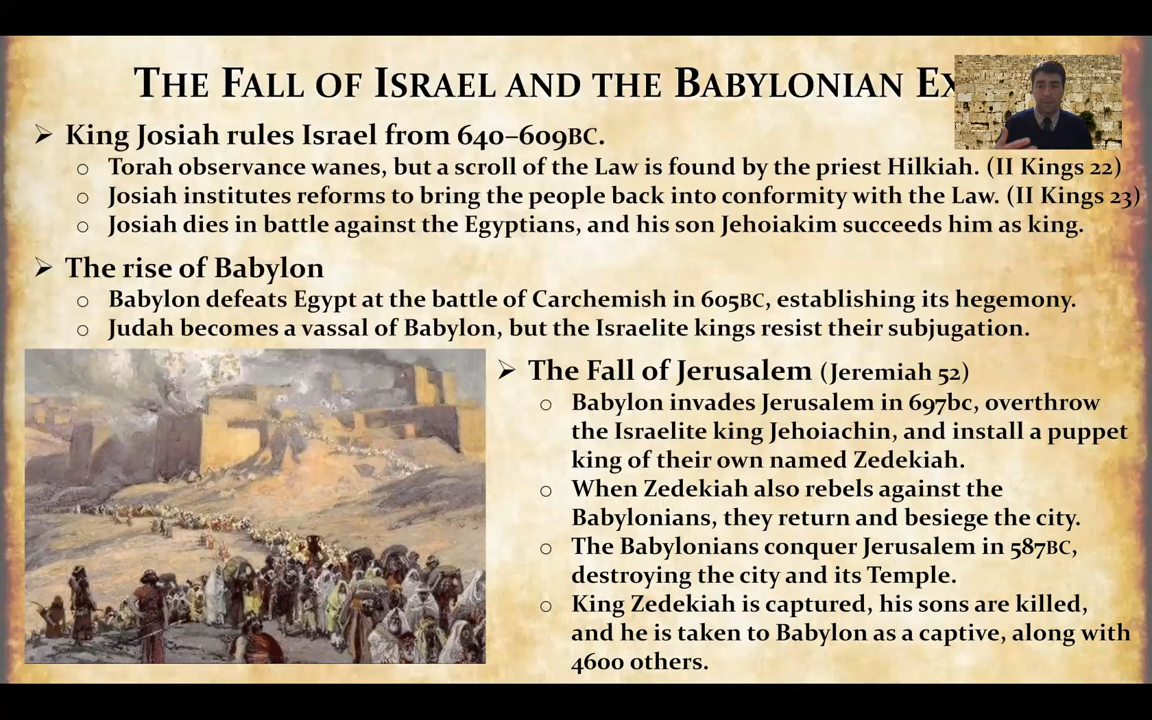 THE FALL OF ISRAEL AND THE BABYLONIAN
➢ King Josiah rules Israel from 640–609BC.
o Torah observance wanes, but a scroll of the Law is found by the priest Hilkiah. (II Kings 22)
o Josiah institutes reforms to bring the people back into conformity with the Law. (II Kings 23)
o Josiah dies in battle against the Egyptians, and his son Jehoiakim succeeds him as king.
➢ The rise of Babylon
o Babylon defeats Egypt at the battle of Carchemish in 605BC, establishing its hegemony.
o Judah becomes a vassal of Babylon, but the Israelite kings resist their subjugation.
➢ The Fall of Jerusalem (Jeremiah 52)
o Babylon invades Jerusalem in 697bc, overthrow
the Israelite king Jehoiachin, and install a puppet
king of their own named Zedekiah.
o When Zedekiah also rebels against the
Babylonians, they return and besiege the city.
o The Babylonians conquer Jerusalem in 587BC,
destroying the city and its Temple.
o King Zedekiah is captured, his sons are killed,
and he is taken to Babylon as a captive, along with
4600 others.